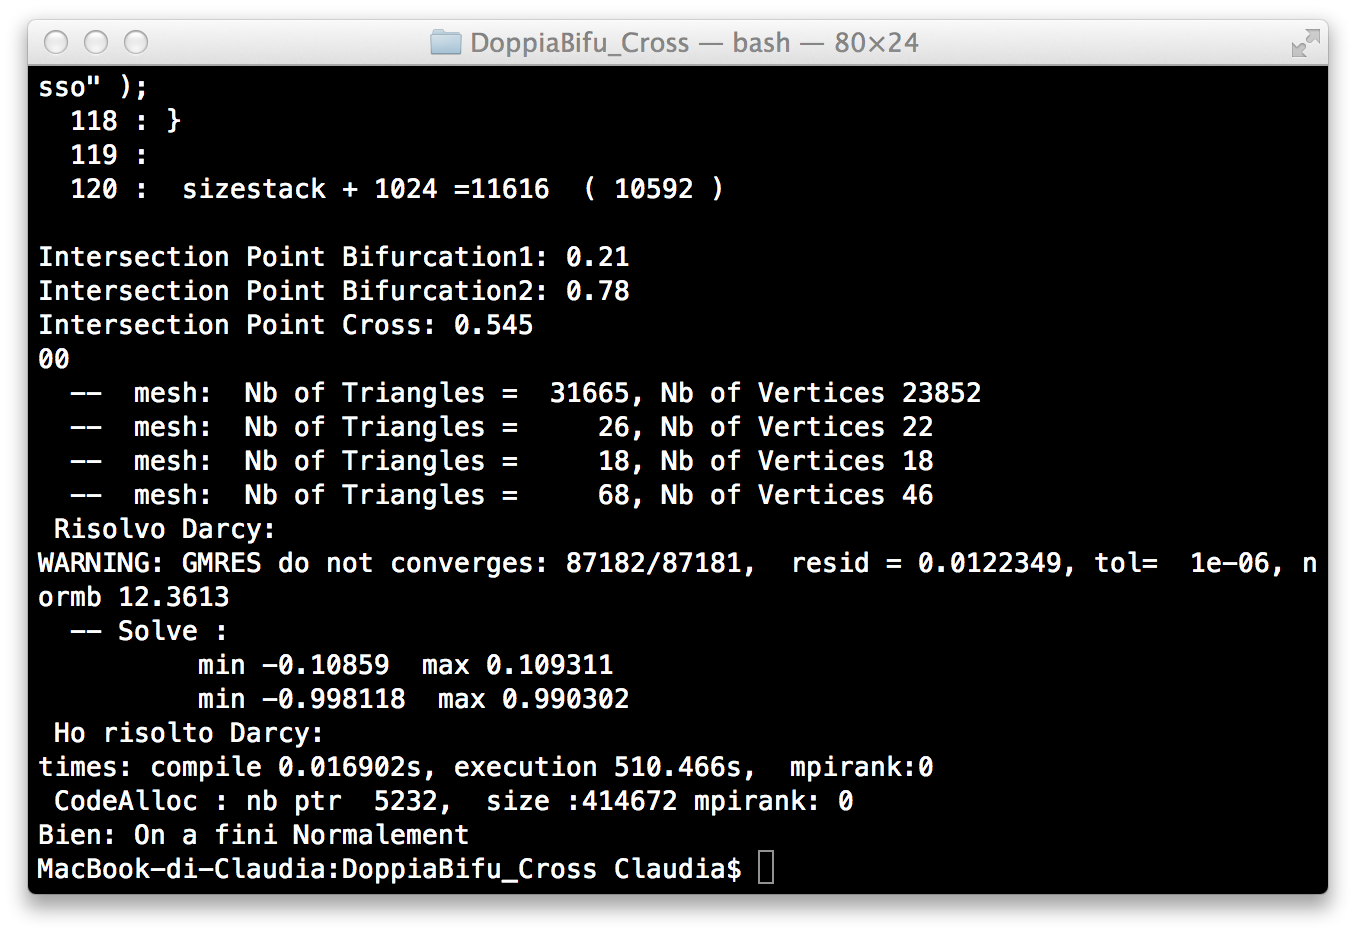 DoppiaBifu_Cross — bash — 80×24
sso" );
  118 : }
  119 :
  120 :  sizestack + 1024 =11616  ( 10592 )

Intersection Point Bifurcation1: 0.21
Intersection Point Bifurcation2: 0.78
Intersection Point Cross: 0.545
00
  --  mesh:  Nb of Triangles =  31665, Nb of Vertices 23852
  --  mesh:  Nb of Triangles =     26, Nb of Vertices 22
  --  mesh:  Nb of Triangles =     18, Nb of Vertices 18
  --  mesh:  Nb of Triangles =     68, Nb of Vertices 46
 Risolvo Darcy:
WARNING: GMRES do not converges: 87182/87181,  resid = 0.0122349, tol=  1e-06, n
ormb 12.3613
  -- Solve :
          min -0.10859  max 0.109311
          min -0.998118  max 0.990302
 Ho risolto Darcy:
times: compile 0.016902s, execution 510.466s,  mpirank:0
 CodeAlloc : nb ptr  5232,  size :414672 mpirank: 0
Bien: On a fini Normalement
MacBook-di-Claudia:DoppiaBifu_Cross Claudia$